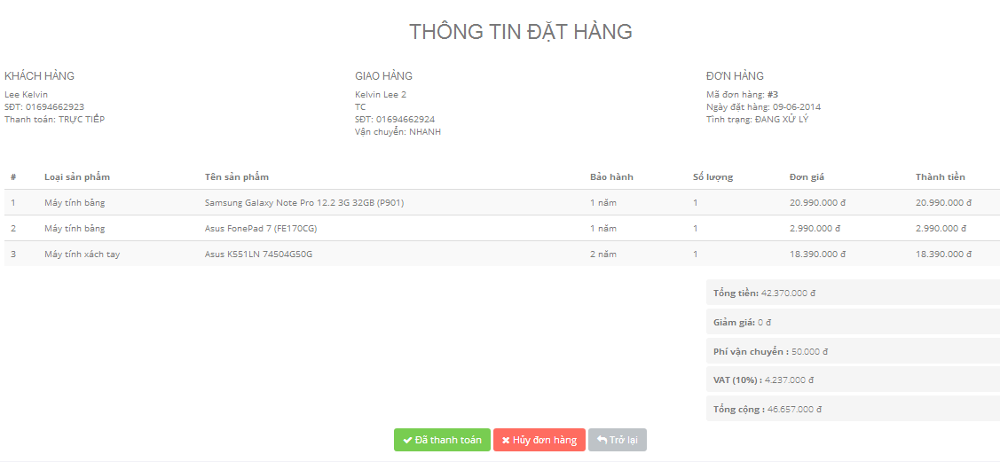 THÔNG TIN ĐẶT HÀNG
KHÁCH HÀNG
Lee Kelvin
SĐT: 01694662923
Thanh toán: TRỰC TIẾP
GIAO HÀNG
Kelvin Lee 2
TC
SĐT: 01694662924
Vận chuyển: NHANH
ĐƠN HÀNG
Mã đơn hàng: #3
Ngày đặt hàng: 09-06-2014
Tình trạng: ĐANG XỬ LÝ
# Loại sản phẩm Tên sản phẩm Bảo hành Số lượng Đơn giá Thành tiền
1 Máy tính bảng Samsung Galaxy Note Pro 12.2 3G 32GB (P901) 1 năm 1 20.990.000 đ 20.990.000 đ
2 Máy tính bảng Asus FonePad 7 (FE170CG) 1 năm 1 2.990.000 đ 2.990.000 đ
3 Máy tính xách tay Asus K551LN 74504G50G 2 năm 1 18.390.000 đ 18.390.000 đ
Tổng tiền: 42.370.000 đ
Giảm giá: 0 đ
Phí vận chuyển : 50.000 đ
VAT (10%) : 4.237.000 đ
Tổng cộng : 46.657.000 đ
Đã thanh toán Hủy đơn hàng Trở lại